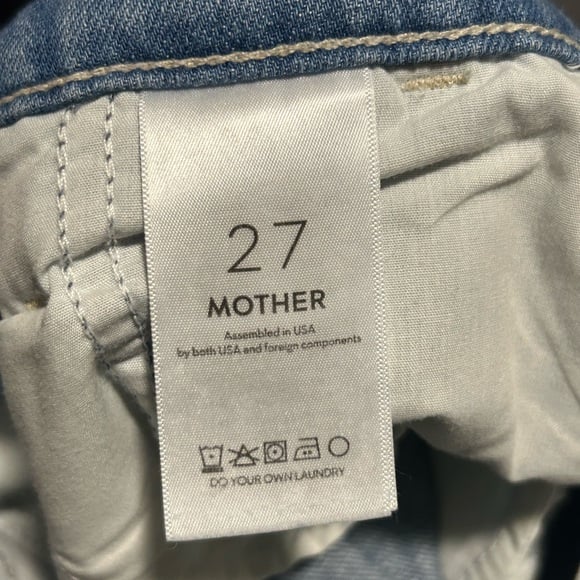 27
MOTHER
Assembled in USA
by both USA and foreign components
DO YOUR OWN LAUNDRY